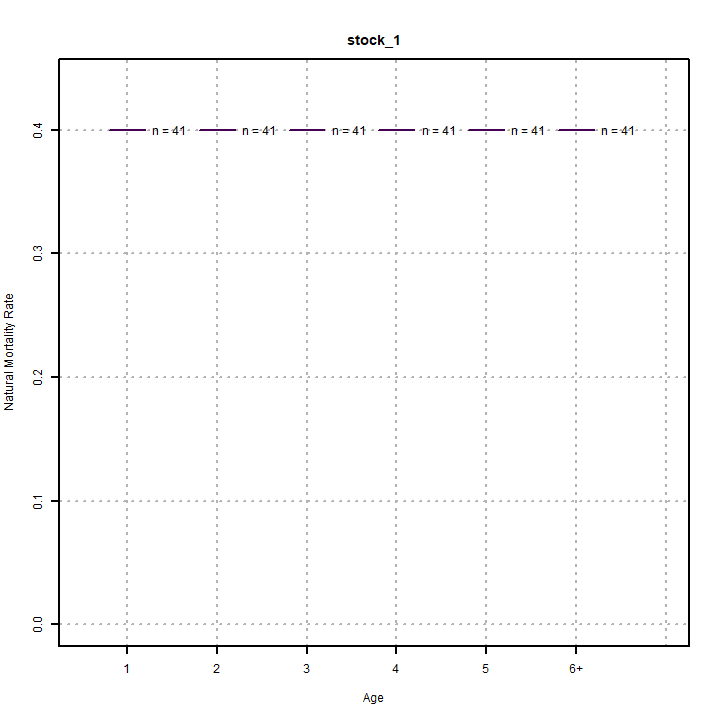 stock_1
Natural Mortality Rate
0.4
0.3
0.2
0.1
0.0
n = 41 n = 41 n = 41 n = 41 n = 41 n = 41
1 2 3 4 5 6+
Age